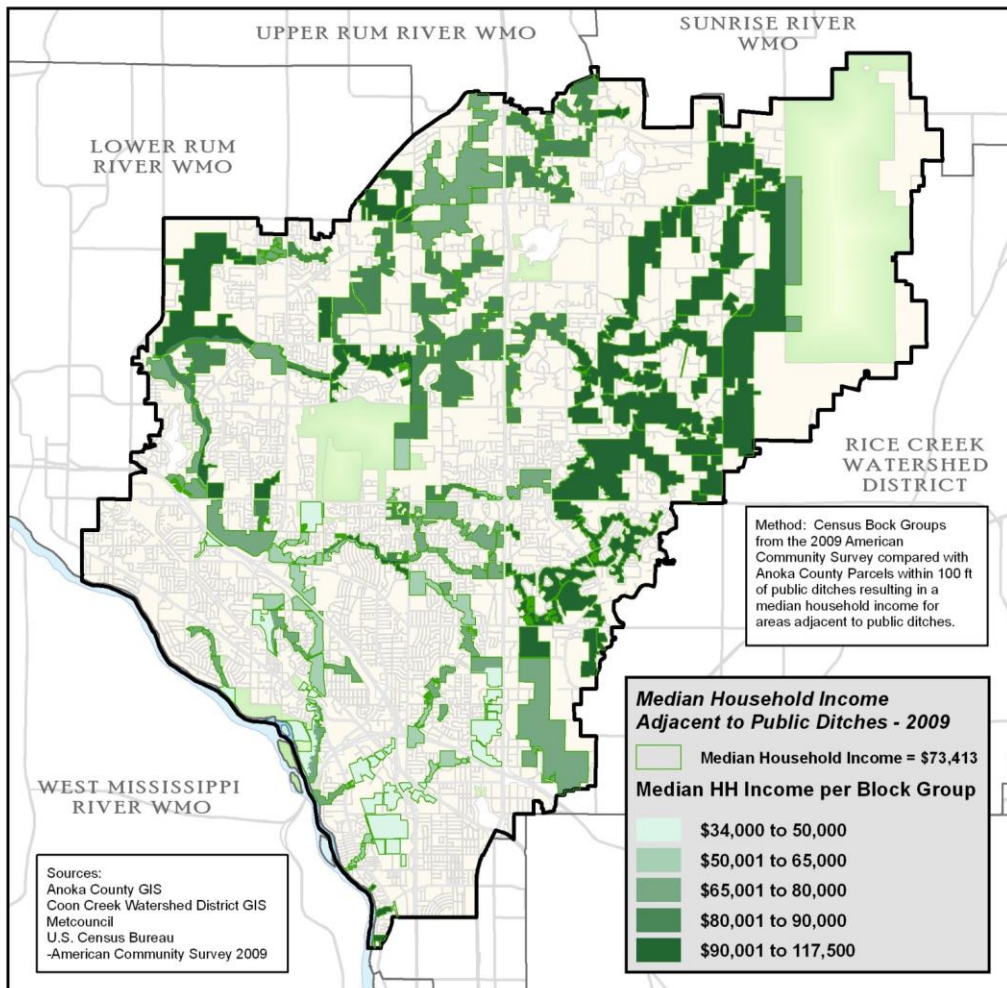 UPPER RUM RIVER WMO
SUNRISE RIVER
WMO
LOWER RUM
RIVER WMO
RICE CREEK
WATERSHED
DISTRICT
Method: Census Bock Groups
from the 2009 American
Community Survey compared with
Anoka County Parcels within 100 ft
of public ditches resulting in a
median household income for
areas adjacent to public ditches.
WEST MISSISSIPPI
RIVER WMO
Median Household Income
Adjacent to Public Ditches - 2009
Median Household Income = $73,413
Median HH Income per Block Group
$34,000 to 50,000
$50,001 to 65,000
$65,001 to 80,000
$80,001 to 90,000
$90,001 to 117,500
Sources:
Anoka County GIS
Coon Creek Watershed District GIS
Metcouncil
U.S. Census Bureau
-American Community Survey 2009